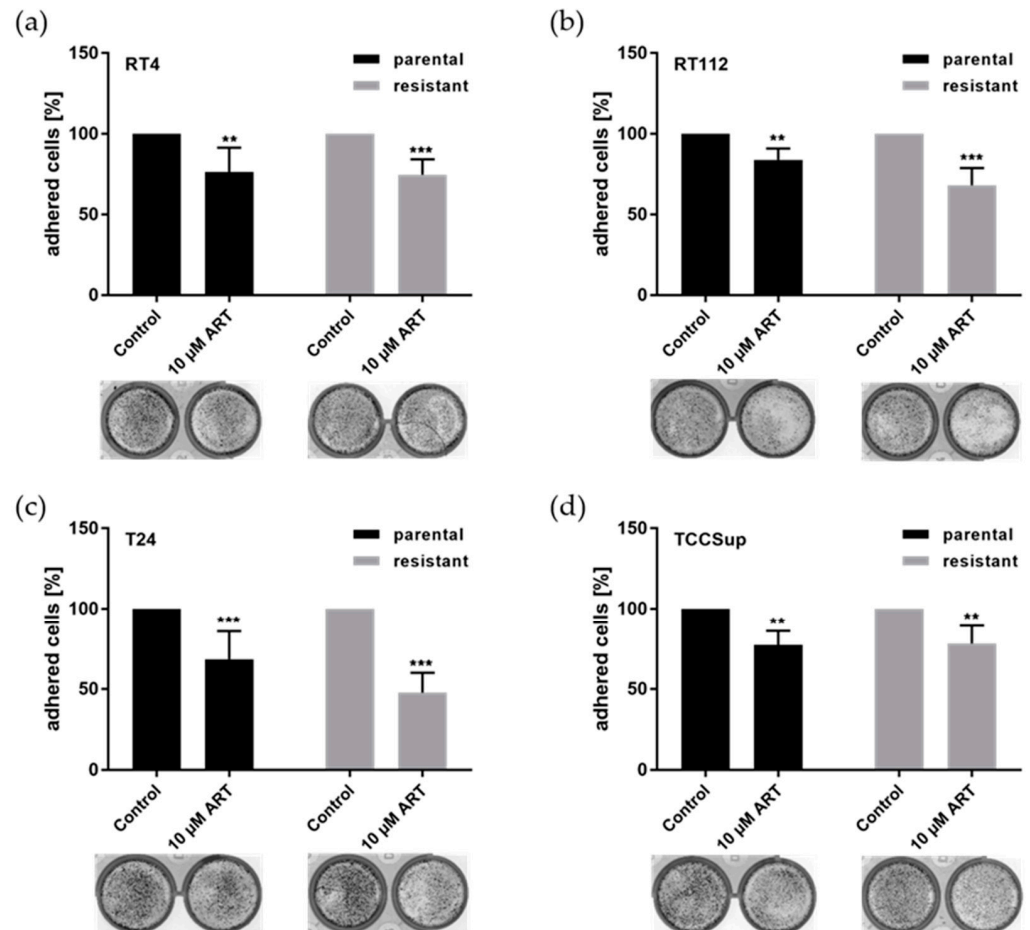 (a)
150
100
50
0
adhered cells [%]
RT4
parental
resistant
**
***
Control
10 µM ART
Control
10 µM ART
(b)
150
100
50
0
adhered cells [%]
RT112
parental
resistant
**
***
Control
10 µM ART
Control
10 µM ART
(c)
150
100
50
0
adhered cells [%]
T24
parental
resistant
***
***
Control
10 µM ART
Control
10 µM ART
(d)
150
100
50
0
adhered cells [%]
TCCSup
parental
resistant
**
**
Control
10 µM ART
Control
10 µM ART